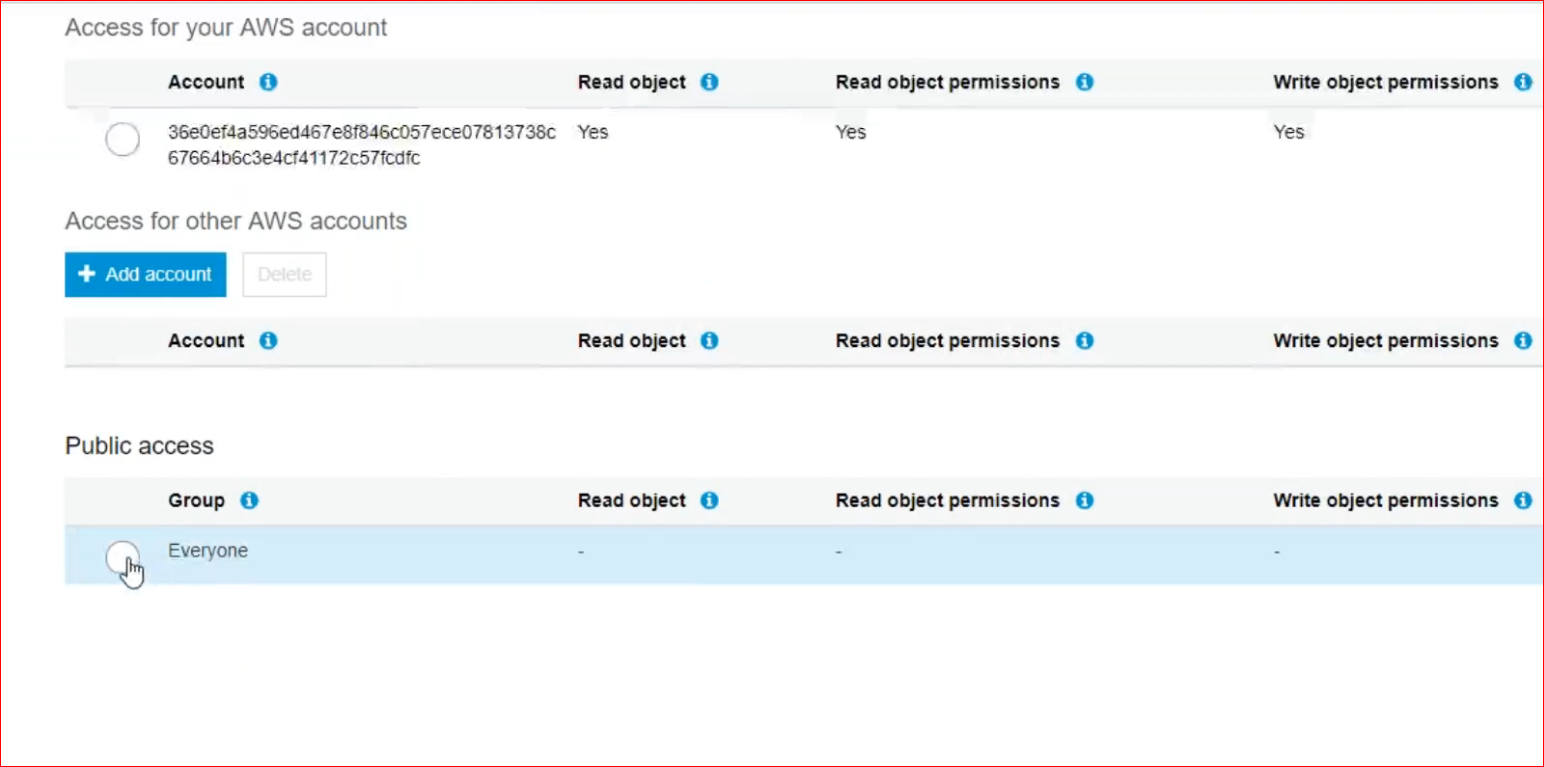 Access for your AWS account
Account Read object Read object permissions Write object permissions
36e0ef4a596ed467e8f846c057ece07813738c Yes Yes Yes
67664b6c3e4cf41172c57fcdfc
Access for other AWS accounts
+ Add account Delete
Account Read object Read object permissions Write object permissions
Public access
Group Read object Read object permissions Write object permissions
Everyone - - -